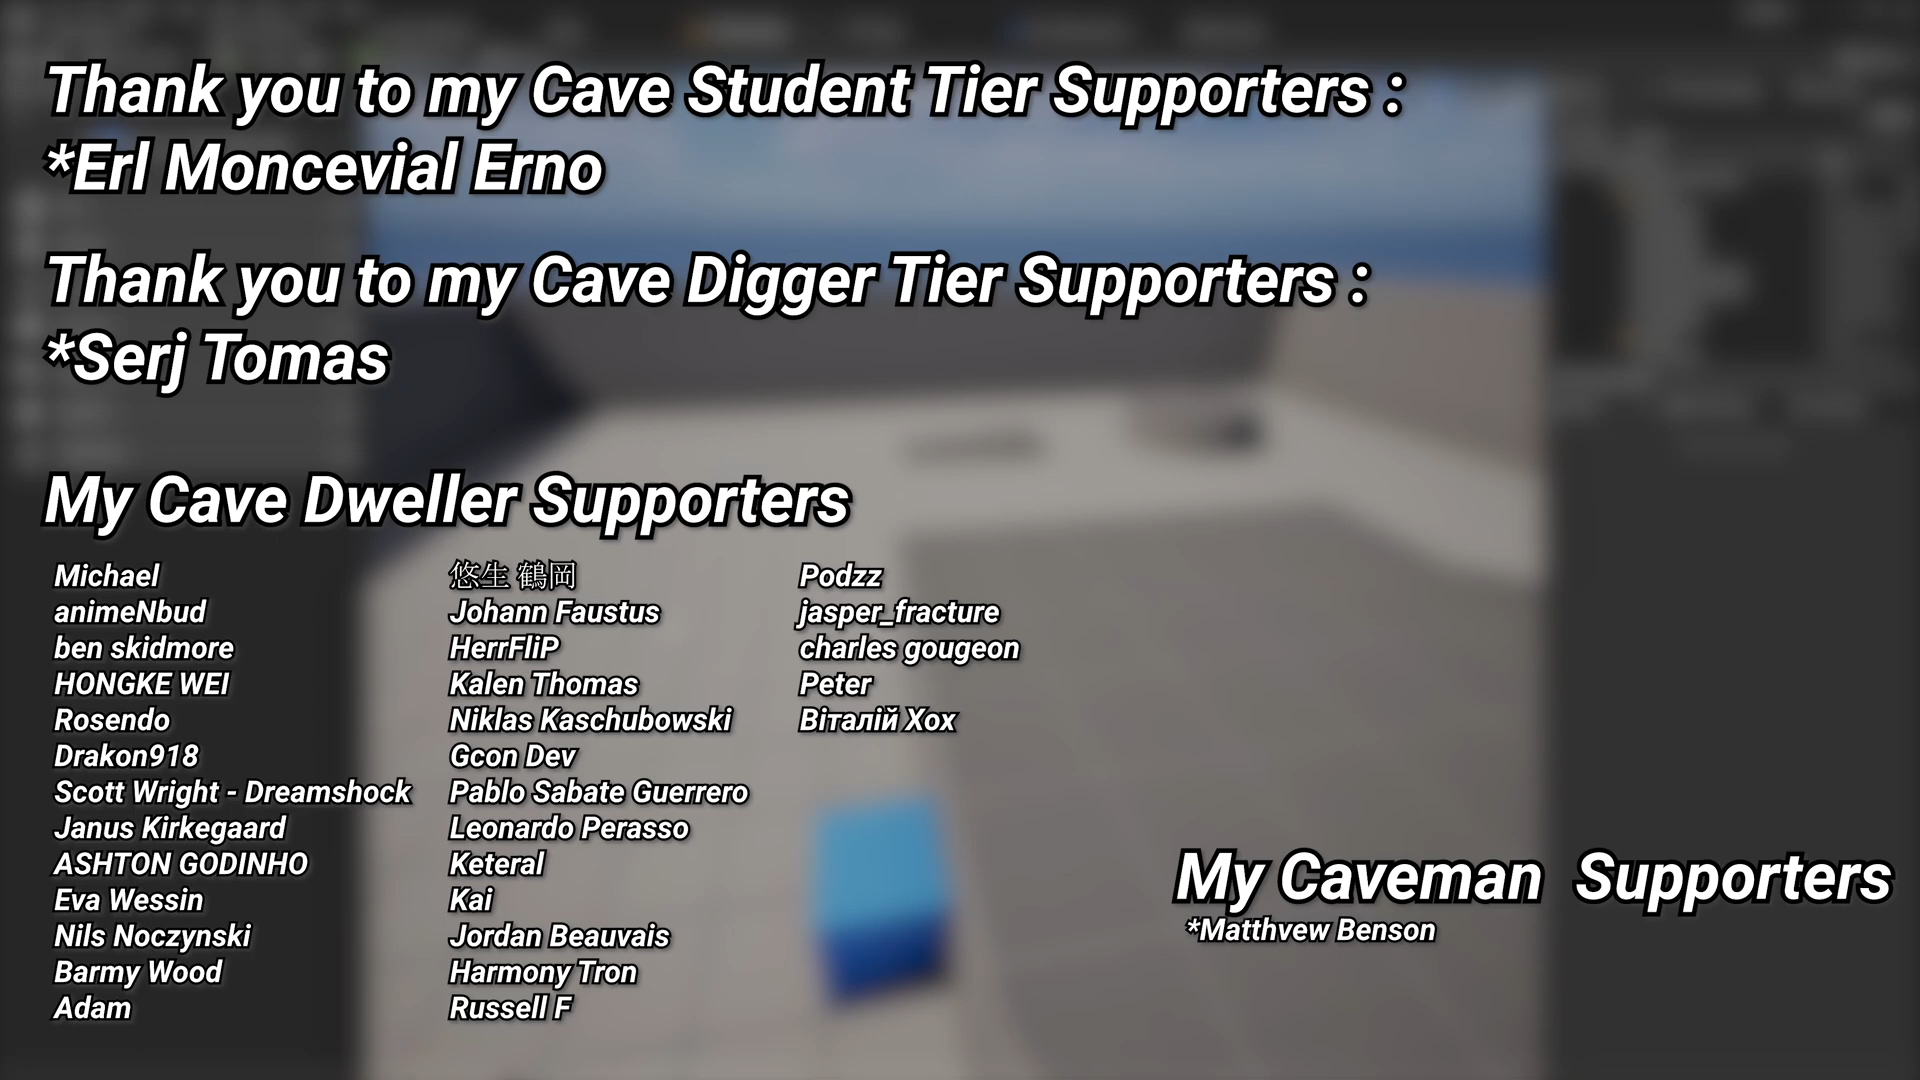 Thank you to my Cave Student Tier Supporters :
*Erl Moncevial Erno
Thank you to my Cave Digger Tier Supporters :
*Serj Tomas
My Cave Dweller Supporters
Michael
animeNbud
ben skidmore
HONGKE WEI
Rosendo
Drakon918
Scott Wright - Dreamshock
Janus Kirkegaard
ASHTON GODINHO
Eva Wessin
Nils Noczynski
Barmy Wood
Adam
悠生 鶴岡
Johann Faustus
HerrFliP
Kalen Thomas
Niklas Kaschubowski
Gcon Dev
Pablo Sabate Guerrero
Leonardo Perasso
Keteral
Kai
Jordan Beauvais
Harmony Tron
Russell F
Podzz
jasper_fracture
charles gougeon
Peter
Віталій Хох
My Caveman  Supporters
*Matthvew Benson